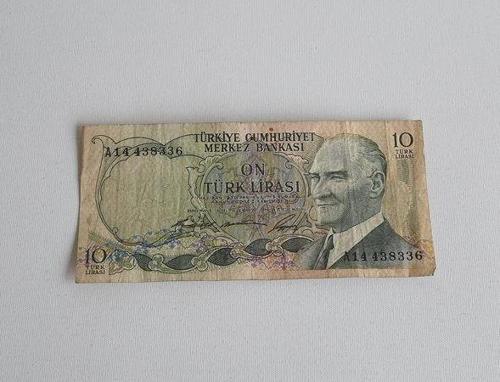 TÜRKİYE CUMHURİYET
MERKEZ BANKASI
A14 438336
ON
TÜRK LİRASI
10
TÜRK
LİRASI
10
TÜRK
LİRASI
A14 438336